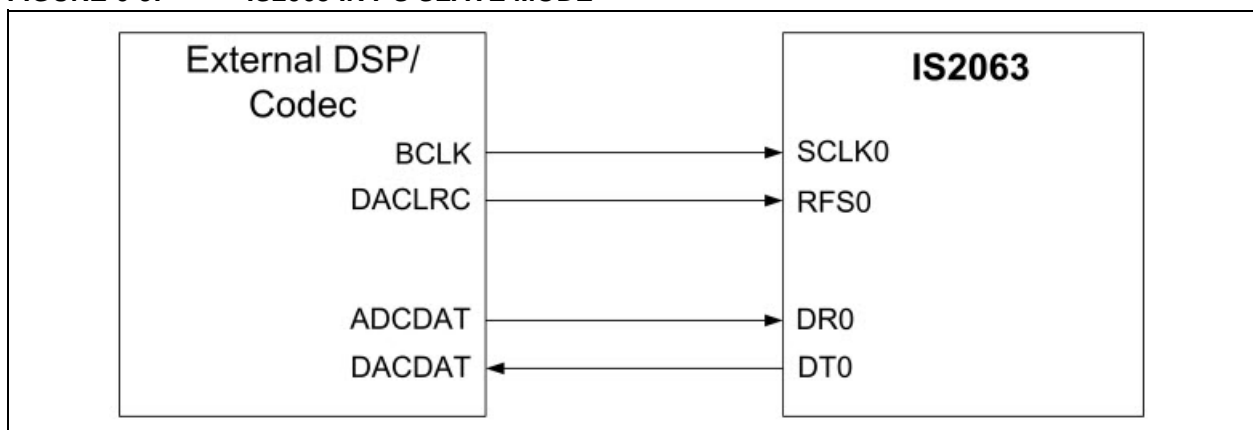 External DSP/
Codec
BCLK
DACLRC
ADCDAT
DACDAT
IS2063
SCLK0
RFS0
DR0
DT0